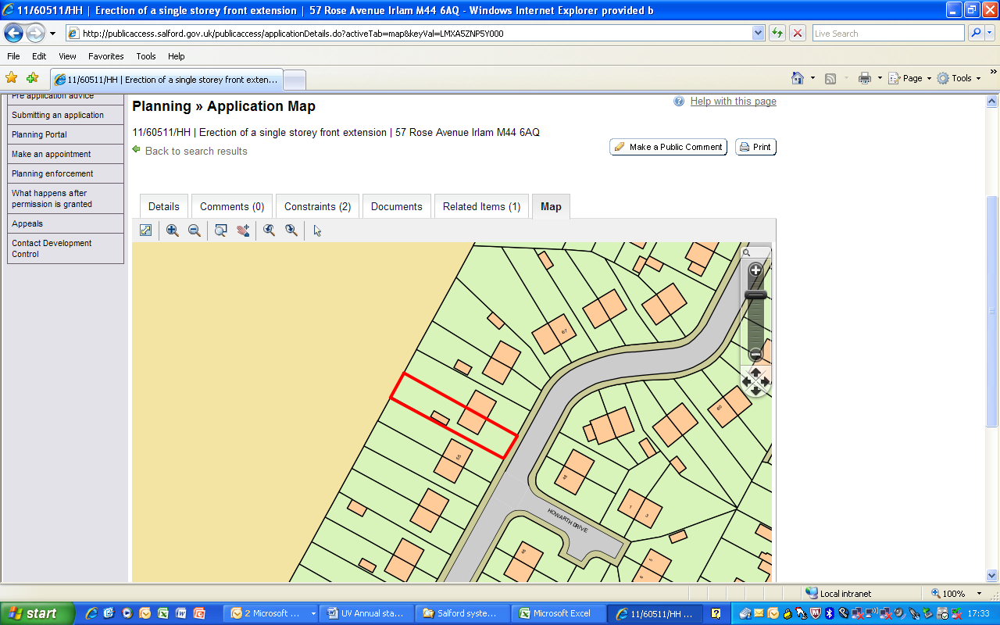 11/60511/HH | Erection of a single storey front extension | 57 Rose Avenue Irlam M44 6AQ - Windows Internet Explorer provided b
http://publicaccess.salford.gov.uk/publicaccess/applicationDetails.do?activeTab=map&keyVal=LMXA5ZNP5Y000
Live Search
File Edit View Favorites Tools Help
11/60511/HH | Erection of a single storey front exten...
Page Tools
Pre application advice
Submitting an application
Planning Portal
Make an appointment
Planning enforcement
What happens after
permission is granted
Appeals
Contact Development
Control
Planning » Application Map
Help with this page
11/60511/HH | Erection of a single storey front extension | 57 Rose Avenue Irlam M44 6AQ
Back to search results
Make a Public Comment
Print
Details
Comments (0)
Constraints (2)
Documents
Related Items (1)
Map
67
55
1
3
HOWARTH DRIVE
Local intranet
100%
start
2 Microsoft ...
UV Annual sta...
Salford syste...
Microsoft Excel
11/60511/HH ...
17:33